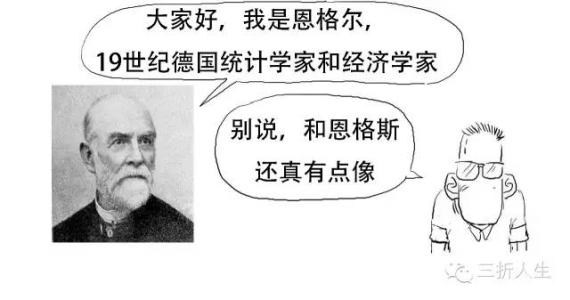 大家好，我是恩格尔，
19世纪德国统计学家和经济学家
别说，和恩格斯
还真有点像
三折人生